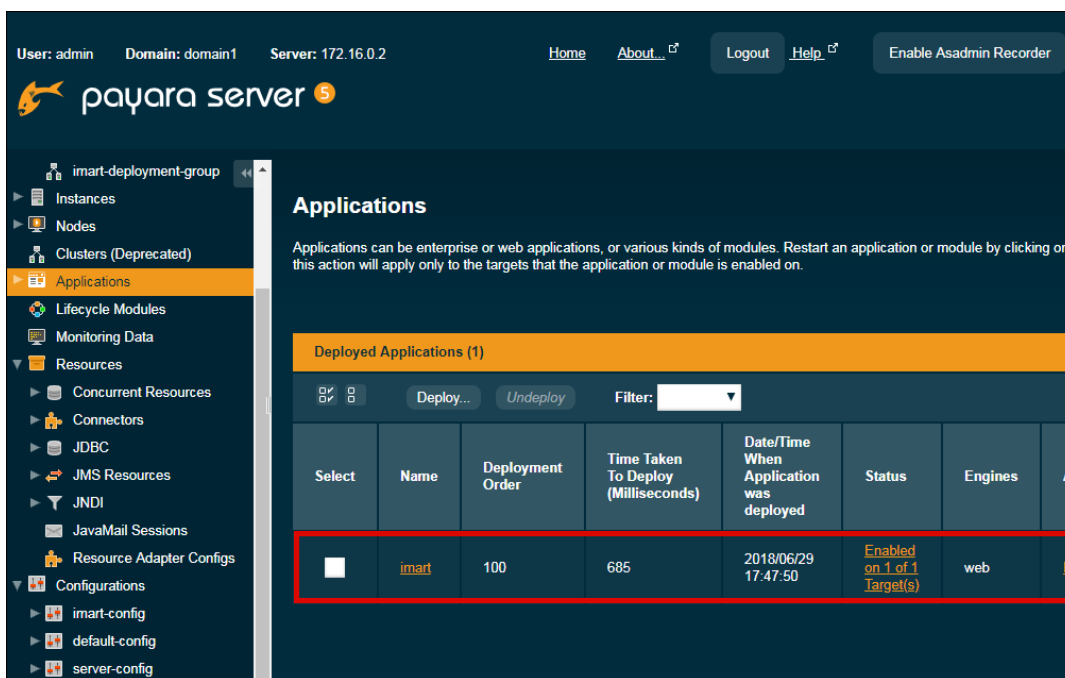 User: admin Domain: domain1 Server: 172.16.0.2 Home About... Logout Help Enable Asadmin Recorder
payara server 5
imart-deployment-group
Instances
Nodes
Clusters (Deprecated)
Applications
Lifecycle Modules
Monitoring Data
Resources
Concurrent Resources
Connectors
JDBC
JMS Resources
JNDI
JavaMail Sessions
Resource Adapter Configs
Configurations
imart-config
default-config
server-config
Applications
Applications can be enterprise or web applications, or various kinds of modules. Restart an application or module by clicking
this action will apply only to the targets that the application or module is enabled on.
Deployed Applications (1)
Deploy... Undeploy Filter:
Select
Name
Deployment
Order
Time Taken
To Deploy
(Milliseconds)
Date/Time
When
Application
was
deployed
Status
Engines
imart
100
685
2018/06/29
17:47:50
Enabled
on 1 of 1
Target(s)
web